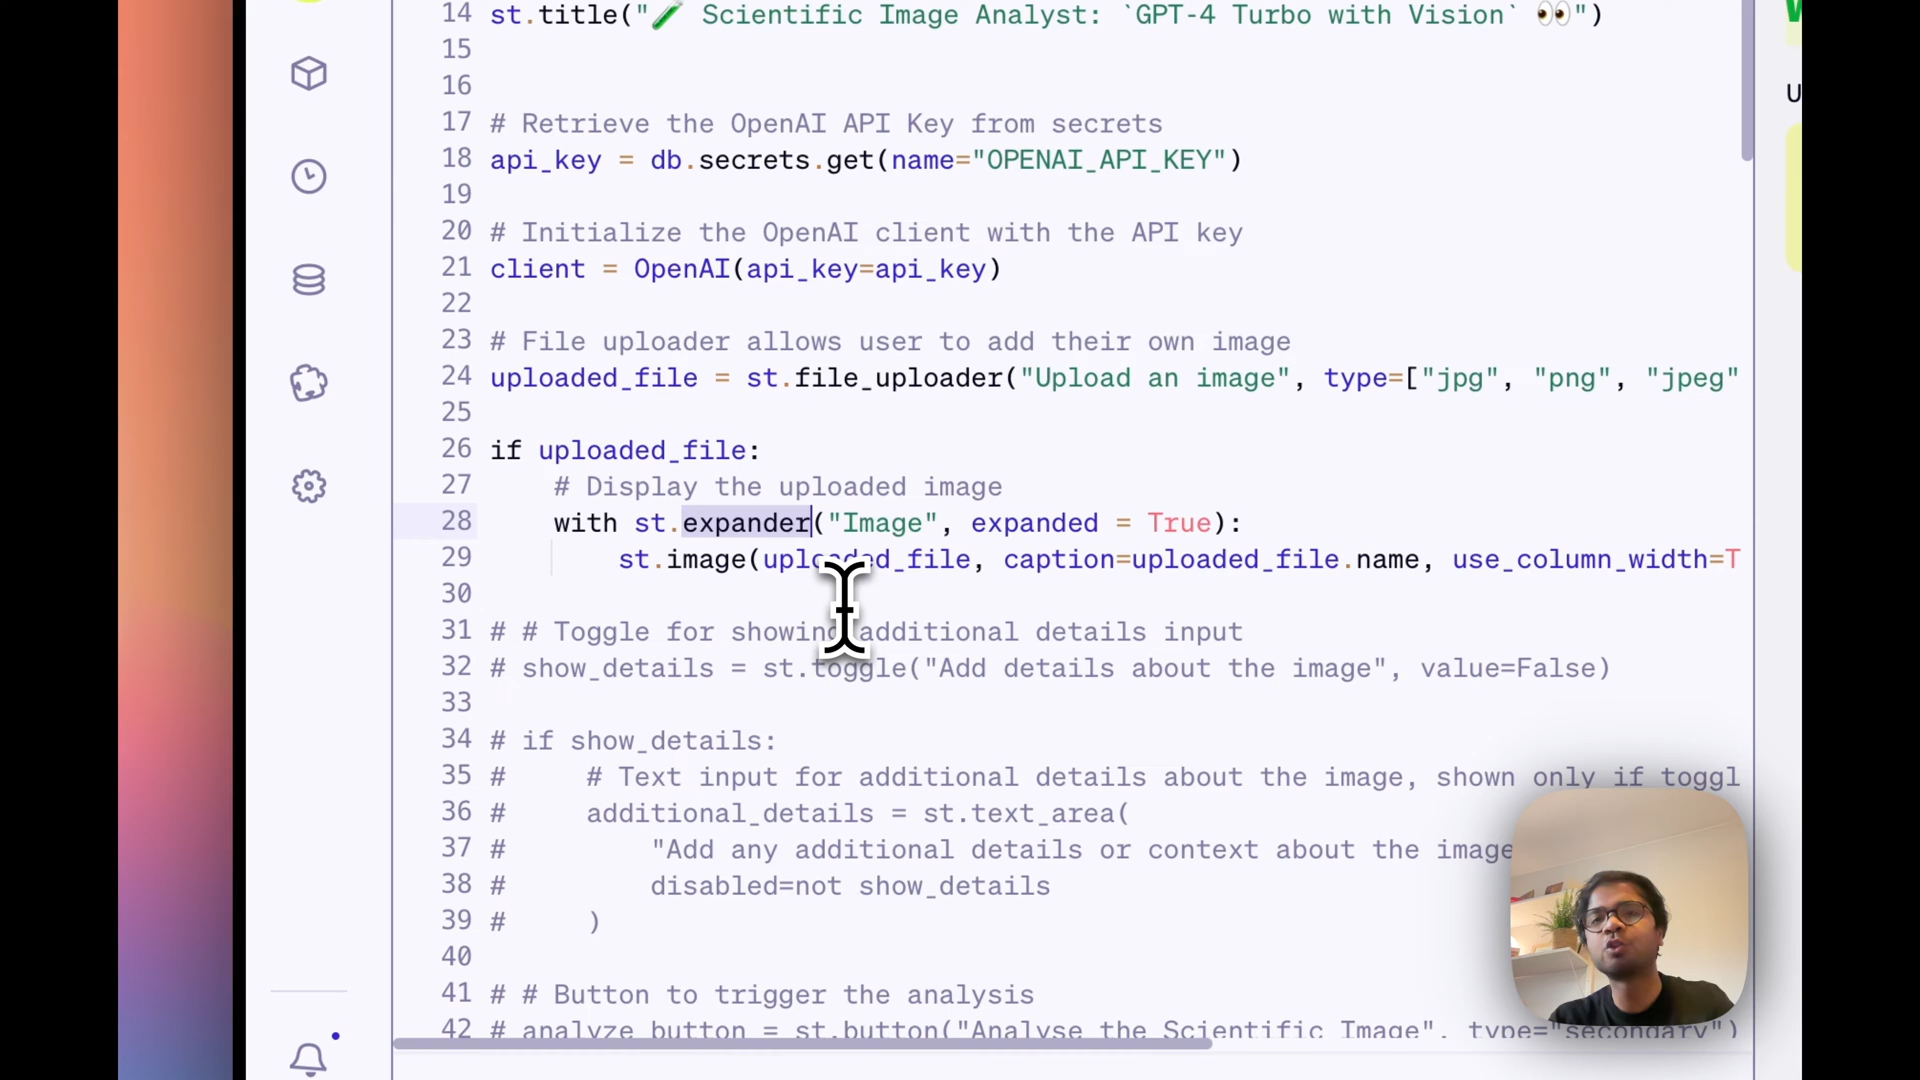 14 st.title("🧪 Scientific Image Analyst: `GPT-4 Turbo with Vision` 👀")
15
16
17 # Retrieve the OpenAI API Key from secrets
18 api_key = db.secrets.get(name="OPENAI_API_KEY")
19
20 # Initialize the OpenAI client with the API key
21 client = OpenAI(api_key=api_key)
22
23 # File uploader allows user to add their own image
24 uploaded_file = st.file_uploader("Upload an image", type=["jpg", "png", "jpeg"
25
26 if uploaded_file:
27     # Display the uploaded image
28     with st.expander("Image", expanded = True):
29         st.image(uploaded_file, caption=uploaded_file.name, use_column_width=T
30
31 # # Toggle for showing additional details input
32 # show_details = st.toggle("Add details about the image", value=False)
33
34 # if show_details:
35 #     # Text input for additional details about the image, shown only if toggl
36 #     additional_details = st.text_area(
37 #         "Add any additional details or context about the image
38 #         disabled=not show_details
39 #     )
40
41 # # Button to trigger the analysis
42 # analyze_button = st.button("Analyse the Scientific Image", type="secondary")
U